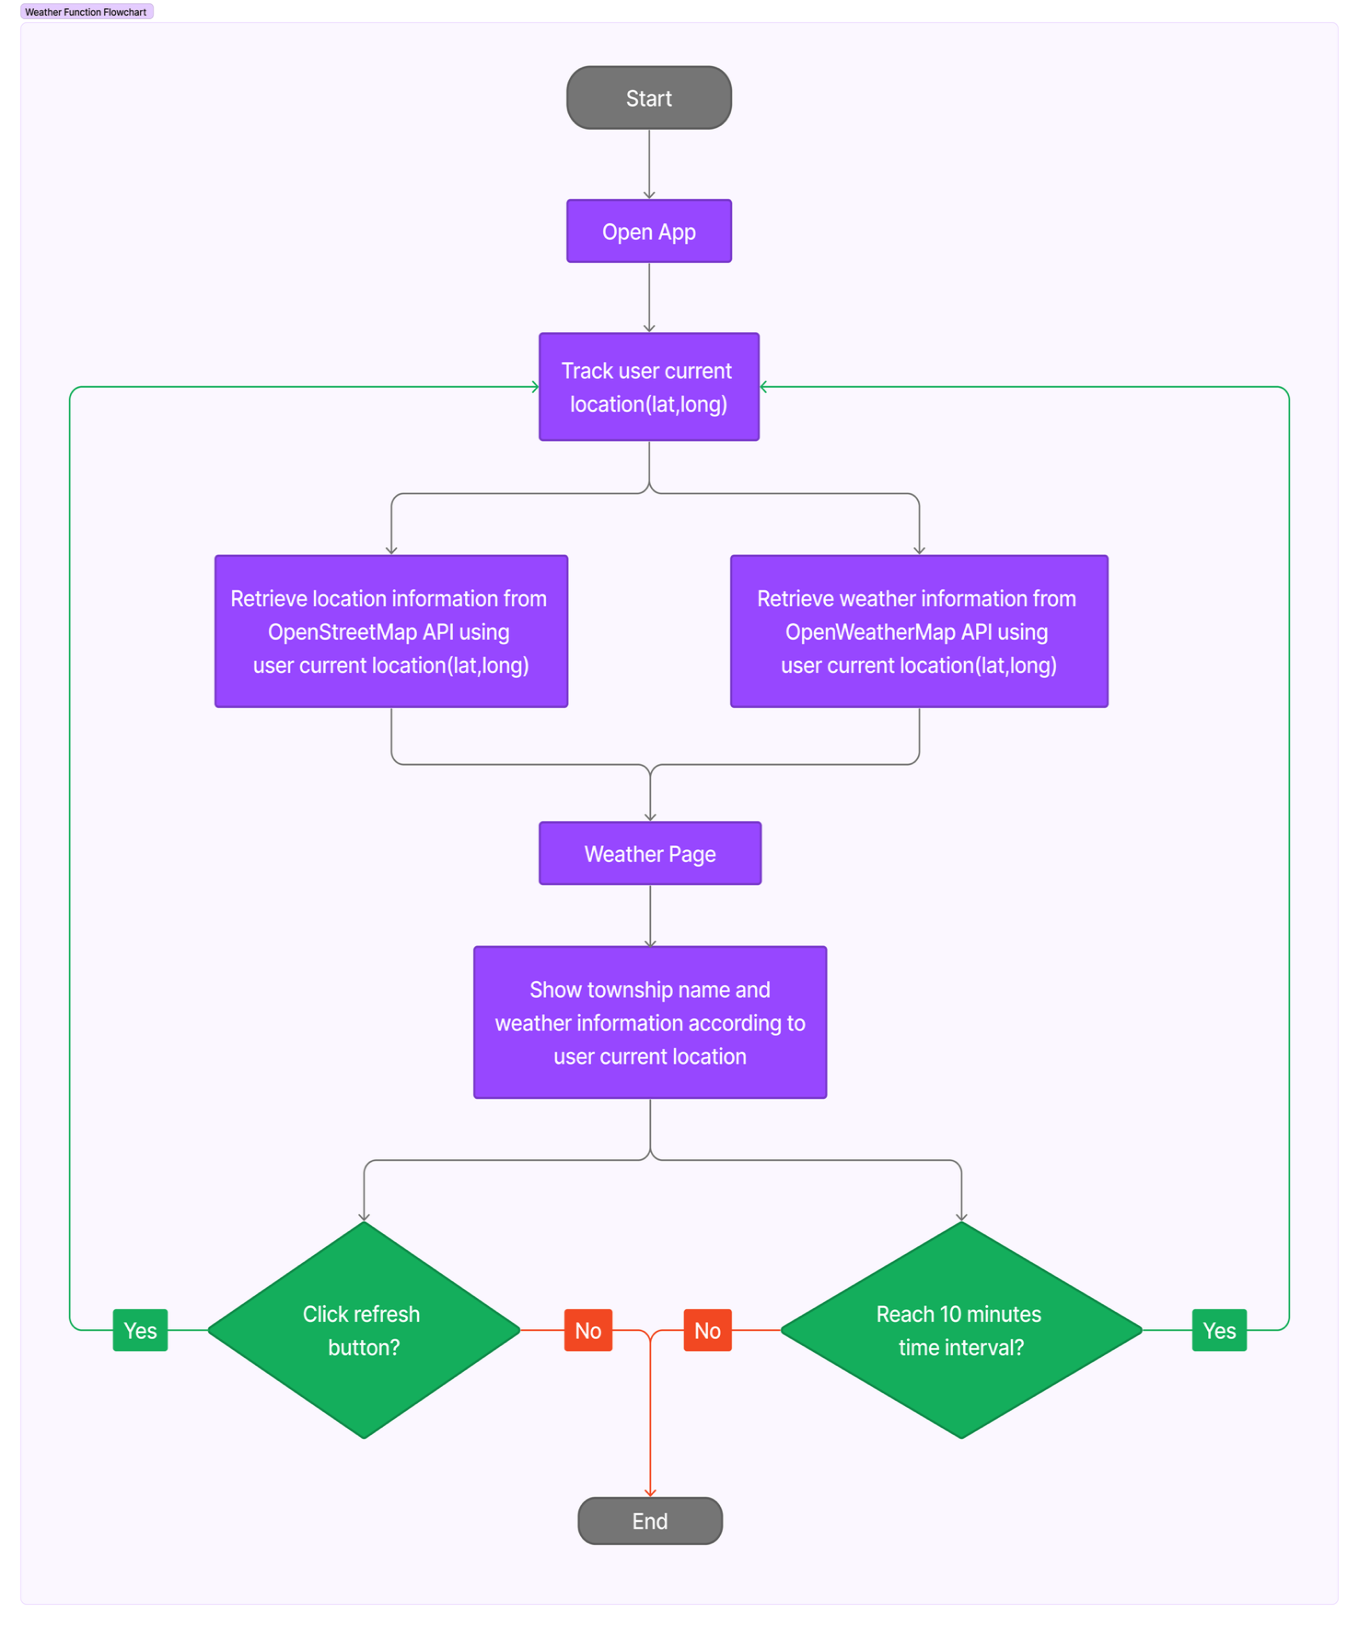 Weather Function Flowchart
Start
Open App
Track user current
location(lat,long)
Retrieve location information from
OpenStreetMap API using
user current location(lat,long)
Retrieve weather information from
OpenWeatherMap API using
user current location(lat,long)
Weather Page
Show township name and
weather information according to
user current location
Click refresh
button?
Reach 10 minutes
time interval?
Yes
No
No
Yes
End